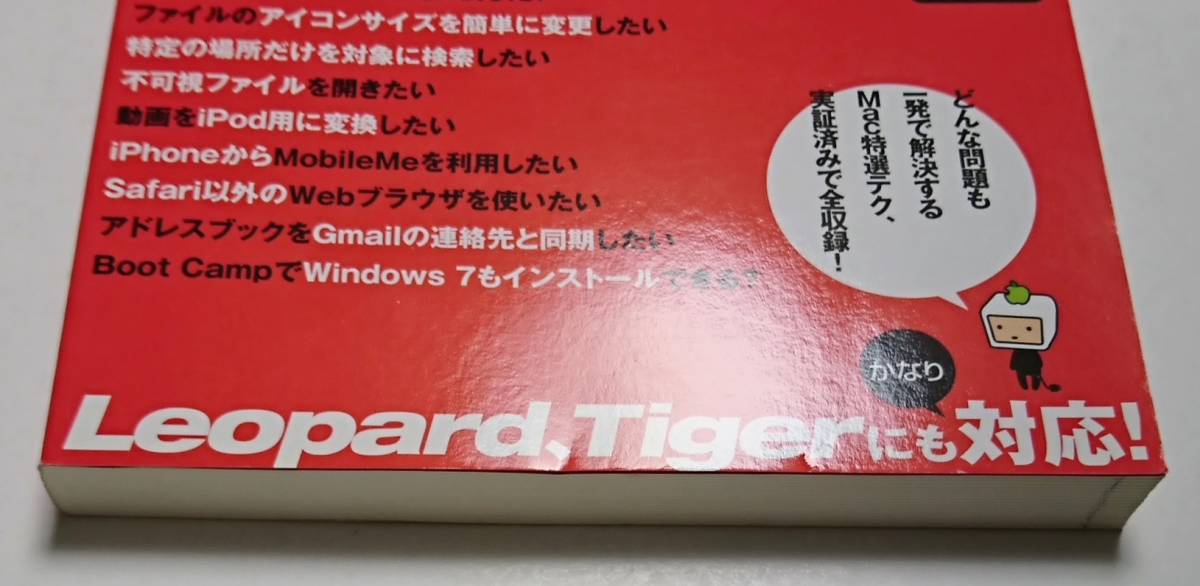 ファイルのアイコンサイズを簡単に変更したい
特定の場所だけを対象に検索したい
不可視ファイルを開きたい
動画をiPod用に変換したい
iPhoneからMobileMeを利用したい
Safari以外のWebブラウザを使いたい
アドレスブックをGmailの連絡先と同期したい
Boot CampでWindows 7もインストールできる?
どんな問題も
一発で解決する
Mac特選テク、
実証済みで全収録!
かなり
Leopard、Tigerにも対応!